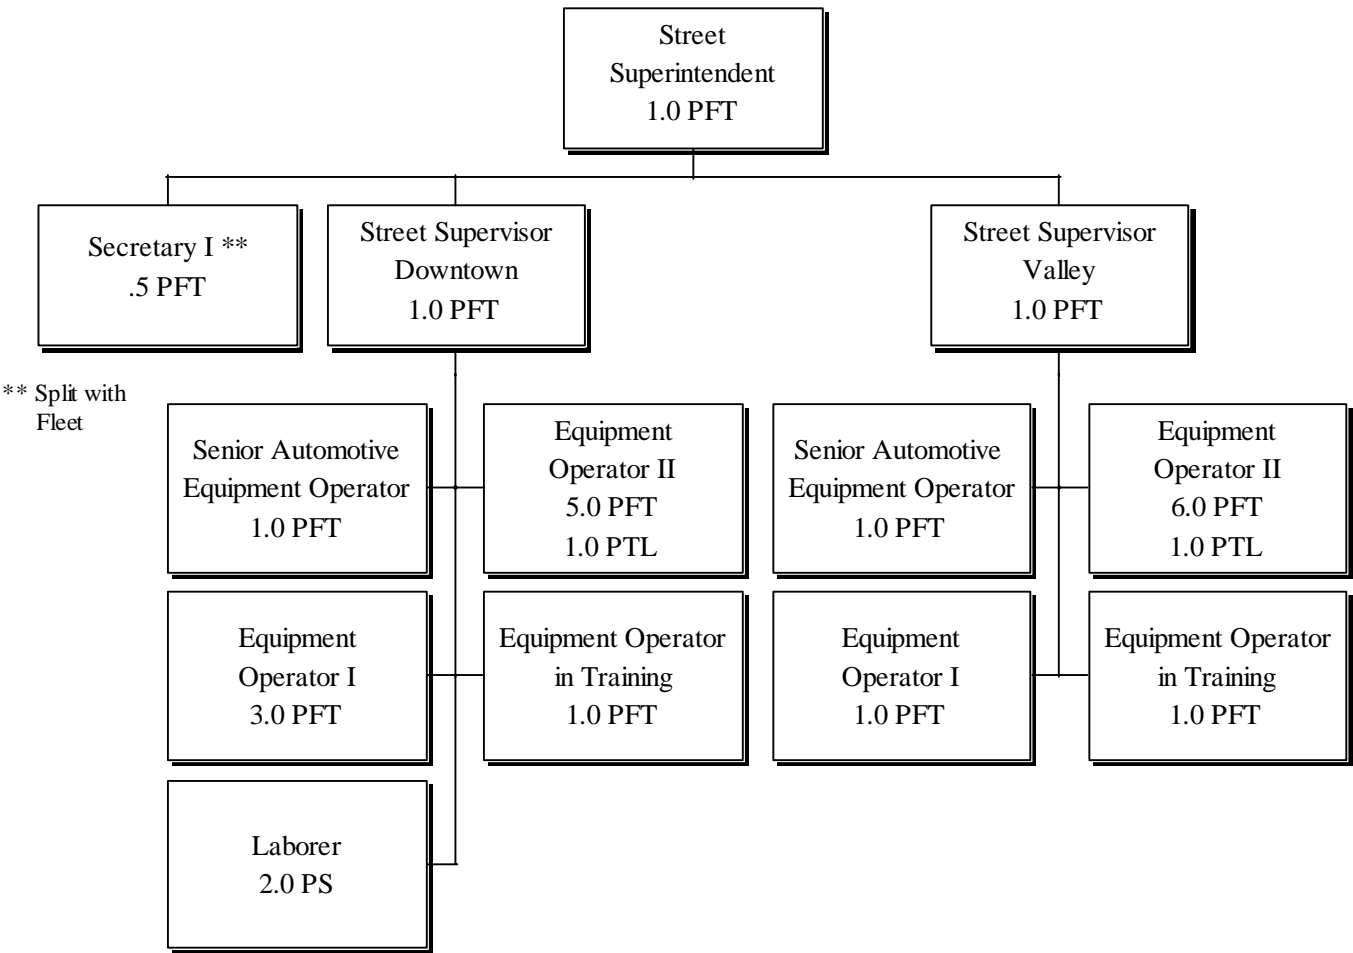 Street
Superintendent
1.0 PFT
Secretary I **
.5 PFT
Street Supervisor
Downtown
1.0 PFT
Street Supervisor
Valley
1.0 PFT
** Split with
Fleet
Senior Automotive
Equipment Operator
1.0 PFT
Equipment
Operator II
5.0 PFT
1.0 PTL
Senior Automotive
Equipment Operator
1.0 PFT
Equipment
Operator II
6.0 PFT
1.0 PTL
Equipment
Operator I
3.0 PFT
Equipment Operator
in Training
1.0 PFT
Equipment
Operator I
1.0 PFT
Equipment Operator
in Training
1.0 PFT
Laborer
2.0 PS